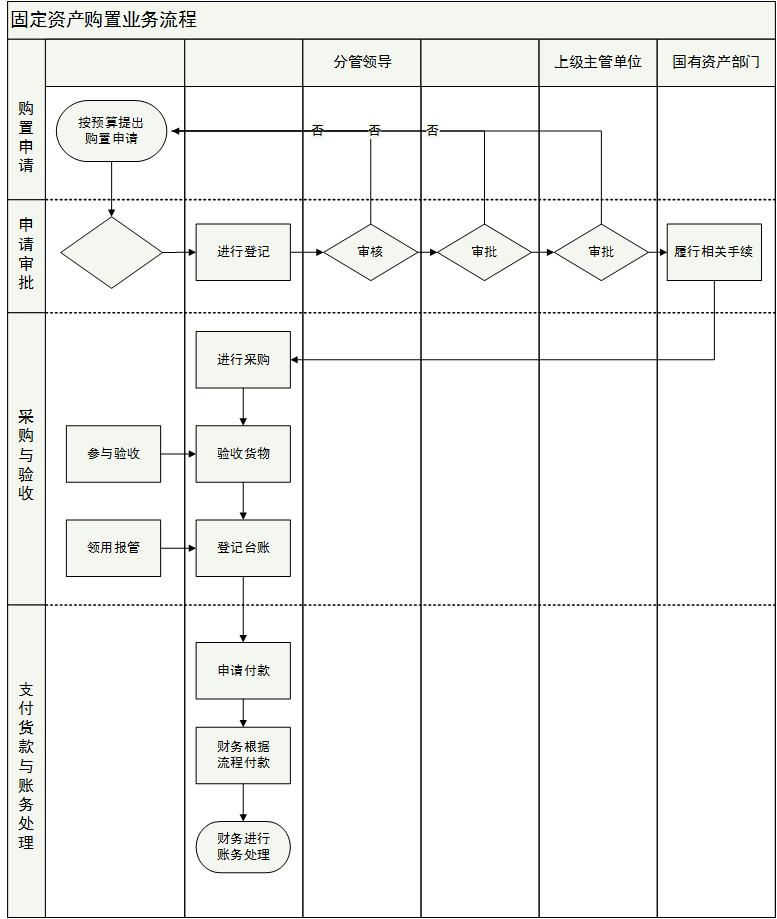 固定资产购置业务流程
分管领导
上级主管单位
国有资产部门
购置申请
按预算提出
购置申请
否
否
否
申请审批
进行登记
审核
审批
审批
履行相关手续
采购与验收
进行采购
参与验收
验收货物
领用报管
登记台账
支付货款与账务处理
申请付款
财务根据
流程付款
财务进行
账务处理